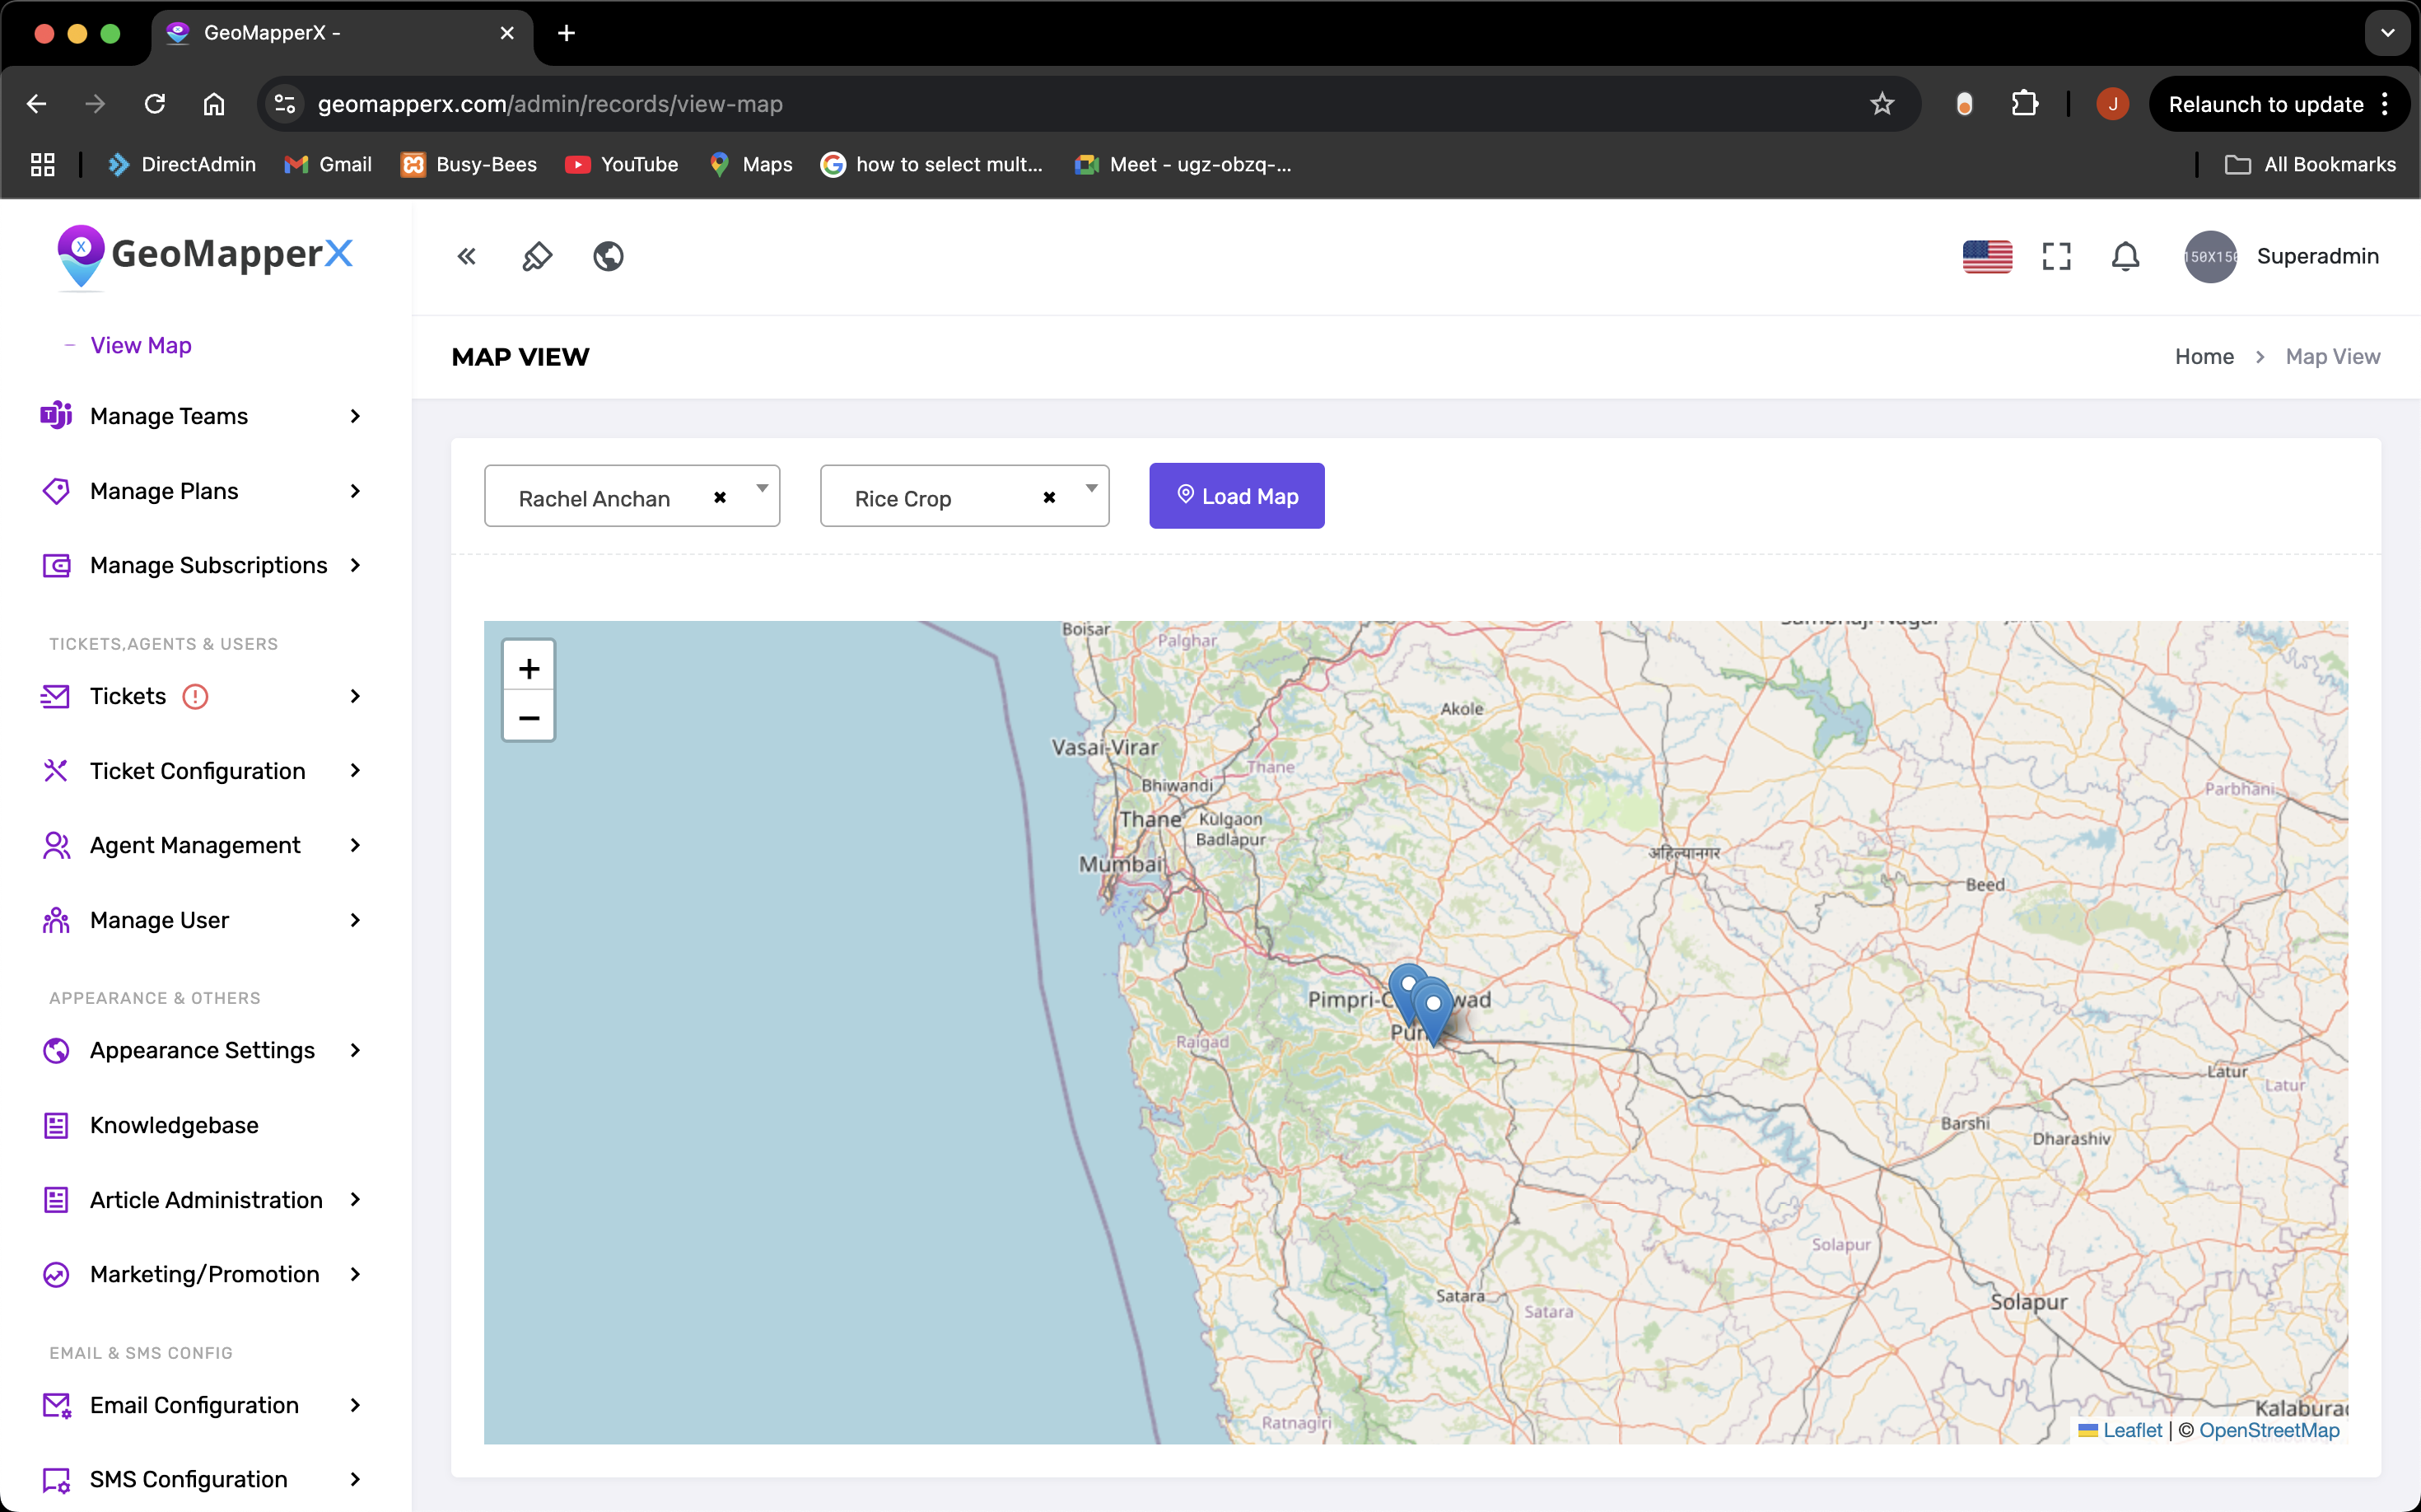 GeoMapperX -
geomapperx.com/admin/records/view-map
J
Relaunch to update
DirectAdmin
Gmail
Busy-Bees
YouTube
Maps
how to select mult...
Meet - ugz-obzq-...
All Bookmarks
X
GeoMapperX
150X150
Superadmin
View Map
MAP VIEW
Home > Map View
Manage Teams
Manage Plans
Manage Subscriptions
TICKETS,AGENTS & USERS
Tickets
Ticket Configuration
Agent Management
Manage User
APPEARANCE & OTHERS
Appearance Settings
Knowledgebase
Article Administration
Marketing/Promotion
EMAIL & SMS CONFIG
Email Configuration
SMS Configuration
Rachel Anchan
Rice Crop
Load Map
+
−
Boisar
Palghar
Akole
Vasai-Virar
Thane
Bhiwandi
Parbhani
Thane
Kulgaon
Badlapur
Mumbai
अहिल्यानगर
Beed
Pimpri-C wad
Pun
Raigad
Latur
Latur
Barshi
Dharashiv
Solapur
Satara
Satara
Solapur
Ratnagiri
Kalaburag
Leaflet | © OpenStreetMap